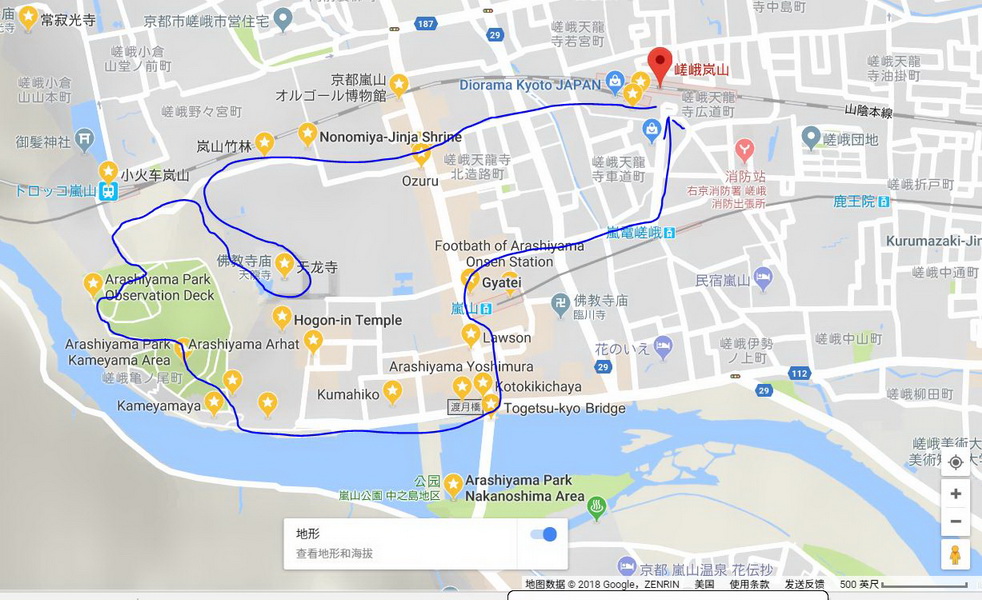 常寂光寺
京都市嵯峨市営住宅
187
29
嵯峨天龍
寺若宮町
寺中島町
嵯峨小倉
山堂ノ前町
嵯峨小倉
山山本町
京都嵐山
オルゴール博物館
Diorama Kyoto JAPAN
嵯峨岚山
嵯峨天龍
寺油掛町
嵯峨天龍
寺広道町
山陰本線
嵯峨野々宮町
御髪神社
岚山竹林
Nonomiya-Jinja Shrine
嵯峨団地
小火车岚山
トロッコ嵐山
Ozuru
嵯峨天龍寺
北造路町
嵯峨天龍
寺車道町
消防站
右京消防署 嵯峨
消防出張所
嵯峨折戸町
鹿王院
嵐電嵯峨
Kurumazaki-Jin
Footbath of Arashiyama
Onsen Station
佛教寺庙
天龍寺
天龙寺
Arashiyama Park
Observation Deck
Gyatei
民宿嵐山
嵯峨中通町
嵐山
佛教寺庙
臨川寺
Hogon-in Temple
Lawson
Arashiyama Park
Kameyama Area
Arashiyama Arhat
花のいえ
嵯峨伊勢
ノ上町
嵯峨中山町
嵯峨亀ノ尾町
Arashiyama Yoshimura
29
112
Kumahiko
Kotokikichaya
29
嵯峨柳田町
Kameyamaya
渡月橋
Togetsu-kyo Bridge
嵯峨美術大
公园
嵐山公園 中之島地区
Arashiyama Park
Nakanoshima Area
地形
查看地形和海拔
京都 嵐山温泉 花伝抄
地图数据 © 2018 Google，ZENRIN 美国 使用条款 发送反馈 500 英尺